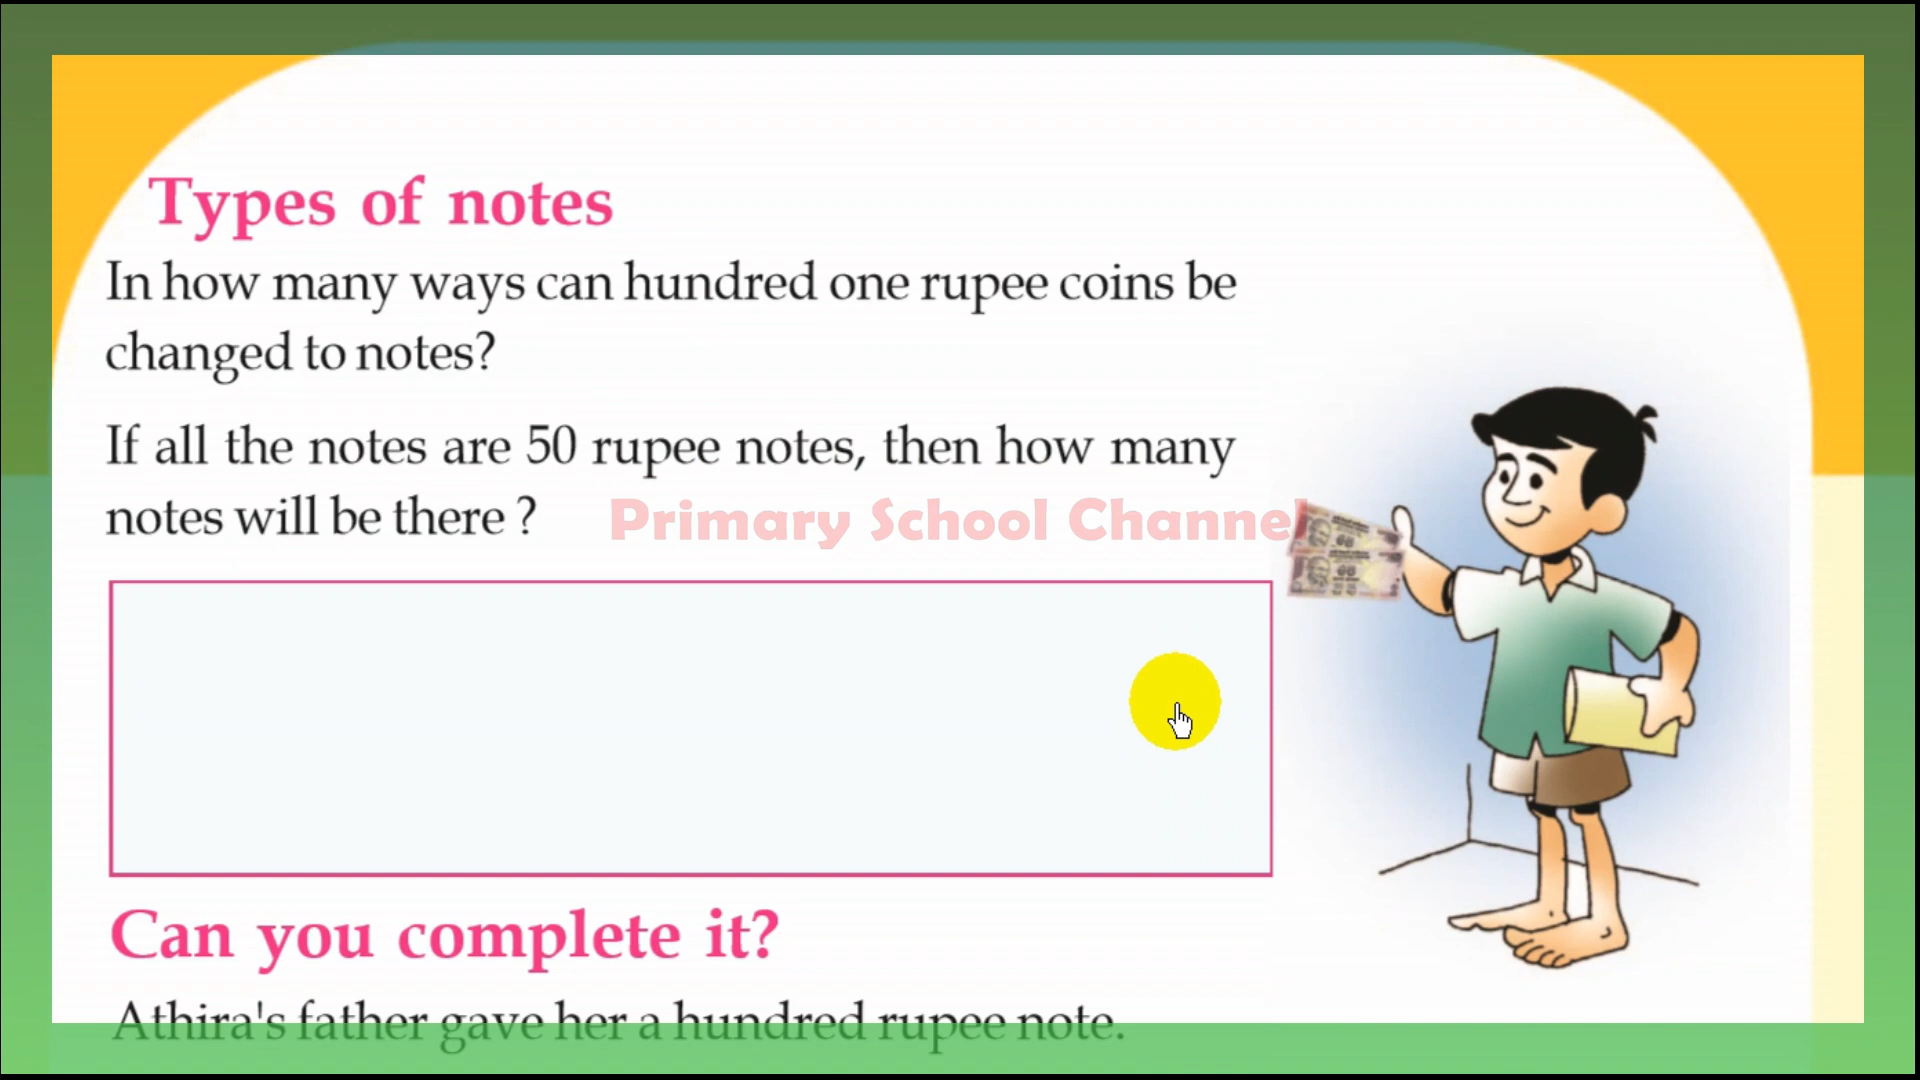 Types of notes
In how many ways can hundred one rupee coins be
changed to notes?
If all the notes are 50 rupee notes, then how many
notes will be there ?
Primary School Channel
Can you complete it?
Athira's father gave her a hundred rupee note.